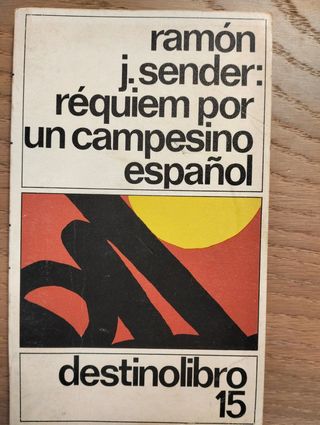 ramón
j. sender:
réquiem por
un campesino
español
destinolibro
15